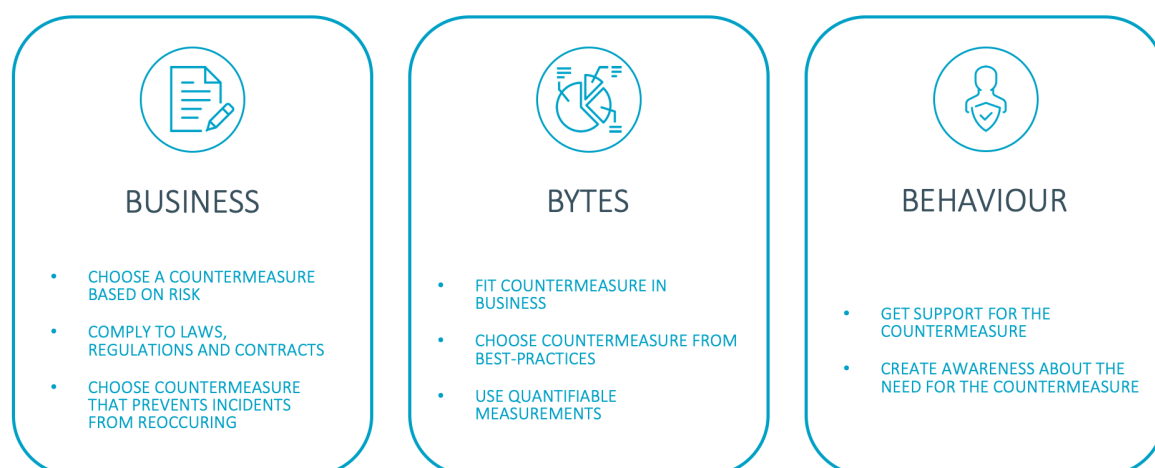 BUSINESS
• CHOOSE A COUNTERMEASURE
BASED ON RISK
• COMPLY TO LAWS,
REGULATIONS AND CONTRACTS
• CHOOSE COUNTERMEASURE
THAT PREVENTS INCIDENTS
FROM REOCCURING
BYTES
• FIT COUNTERMEASURE IN
BUSINESS
• CHOOSE COUNTERMEASURE FROM
BEST-PRACTICES
• USE QUANTIFIABLE
MEASUREMENTS
BEHAVIOUR
• GET SUPPORT FOR THE
COUNTERMEASURE
• CREATE AWARENESS ABOUT THE
NEED FOR THE COUNTERMEASURE